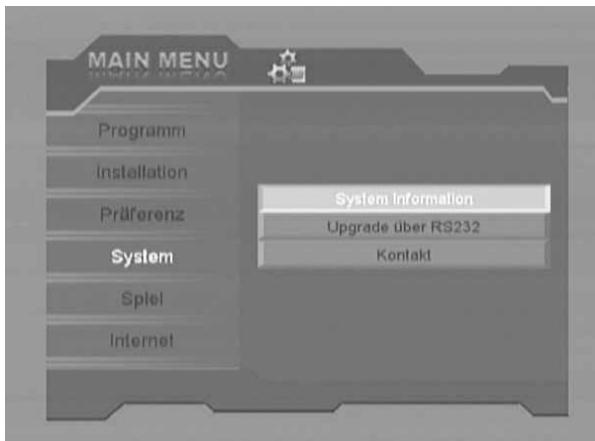 MAIN MENU
Programm
Installation
Präferenz
System
Spiel
Internet
System Information
Upgrade über RS232
Kontakt